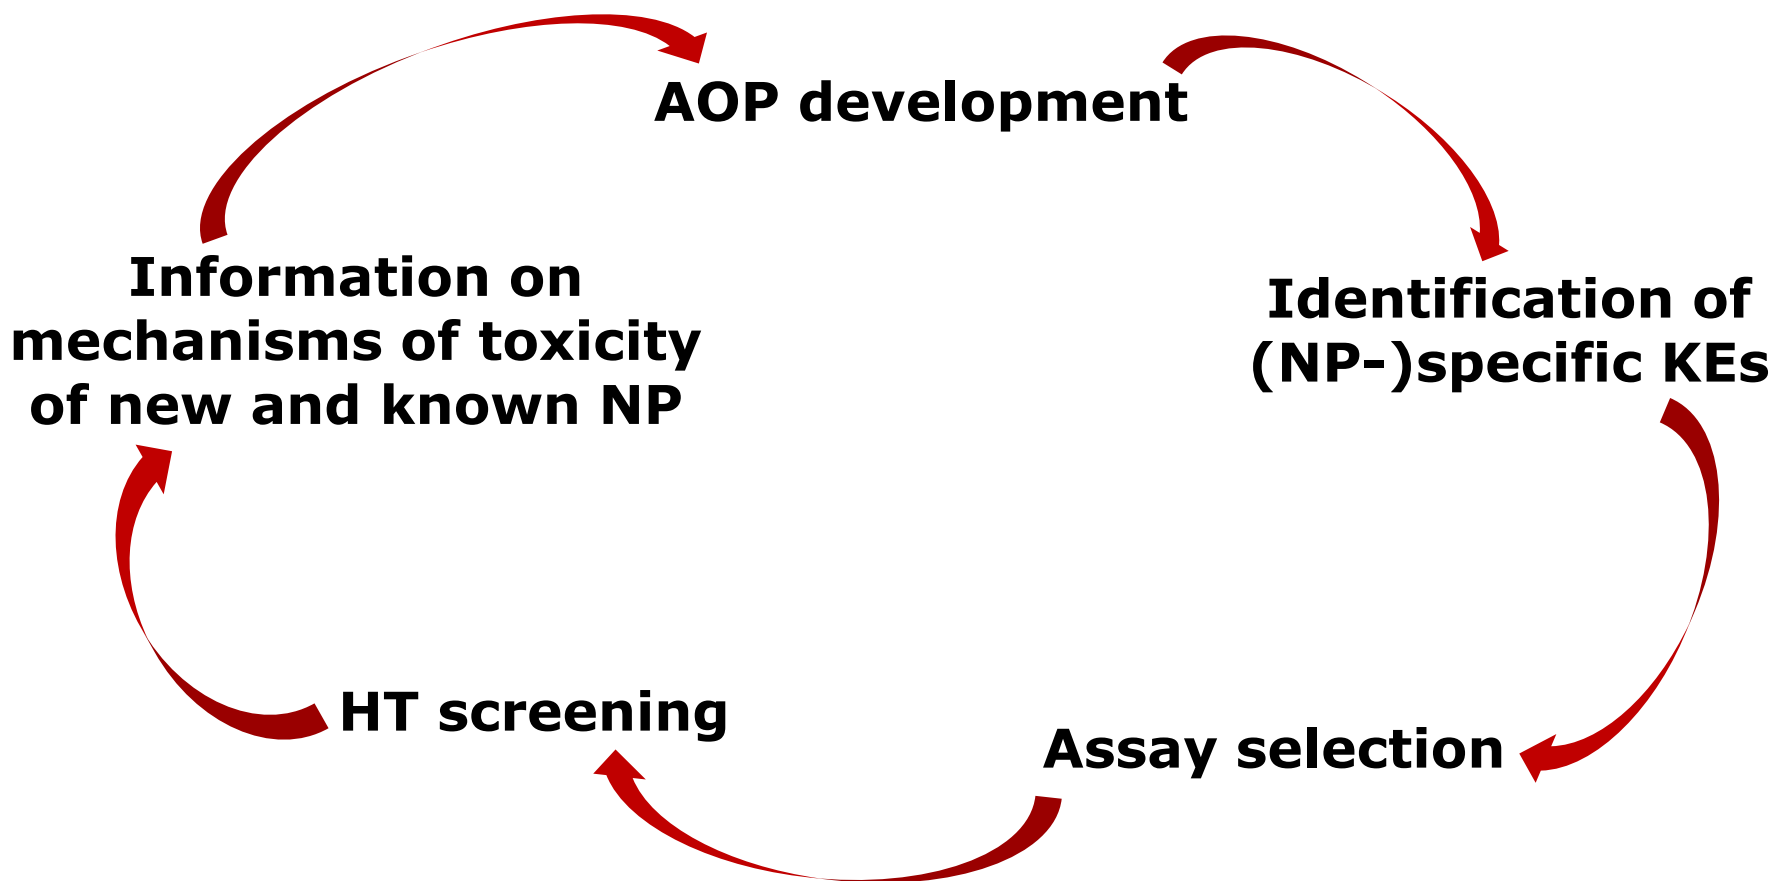 AOP development
Information on
mechanisms of toxicity
of new and known NP
Identification of
(NP-)specific KEs
HT screening
Assay selection